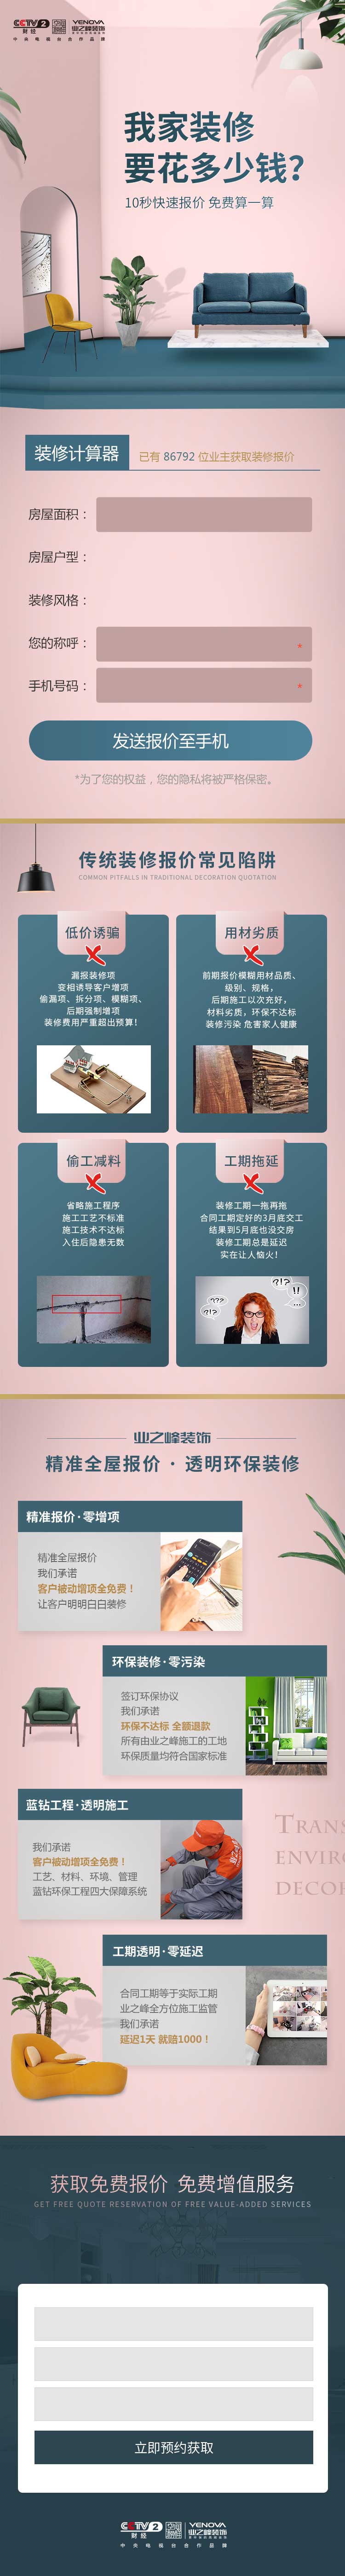 CCTV 2
财经
YENOVA
业之峰装饰
中央电视台合作品牌
我家装修
要花多少钱?
10秒快速报价 免费算一算
装修计算器
已有 86792 位业主获取装修报价
房屋面积：
房屋户型：
装修风格：
您的称呼：
*
手机号码：
*
发送报价至手机
*为了您的权益，您的隐私将被严格保密。
传统装修报价常见陷阱
COMMON PITFALLS IN TRADITIONAL DECORATION QUOTATION
低价诱骗
漏报装修项
变相诱导客户增项
偷漏项、拆分项、模糊项、
后期强制增项
装修费用严重超出预算！
用材劣质
前期报价模糊用材品质、
级别、规格，
后期施工以次充好，
材料劣质，环保不达标
装修污染 危害家人健康
偷工减料
省略施工程序
施工工艺不标准
施工技术不达标
入住后隐患无数
工期拖延
装修工期一拖再拖
合同工期定好的3月底交工
结果到5月底也没交房
装修工期总是延迟
实在让人恼火！
?!?
!!
???
?!?
业之峰装饰
精准全屋报价 · 透明环保装修
精准报价·零增项
精准全屋报价
我们承诺
客户被动增项全免费！
让客户明明白白装修
环保装修·零污染
签订环保协议
我们承诺
环保不达标 全额退款
所有由业之峰施工的工地
环保质量均符合国家标准
蓝钻工程·透明施工
我们承诺
客户被动增项全免费！
工艺、材料、环境、管理
蓝钻环保工程四大保障系统
TRANS
ENVIRO
DECOR
工期透明·零延迟
合同工期等于实际工期
业之峰全方位施工监管
我们承诺
延迟1天 就赔1000！
获取免费报价 免费增值服务
GET FREE QUOTE RESERVATION OF FREE VALUE-ADDED SERVICES
立即预约获取
CCTV 2
财经
YENOVA
业之峰装饰
中央电视台合作品牌